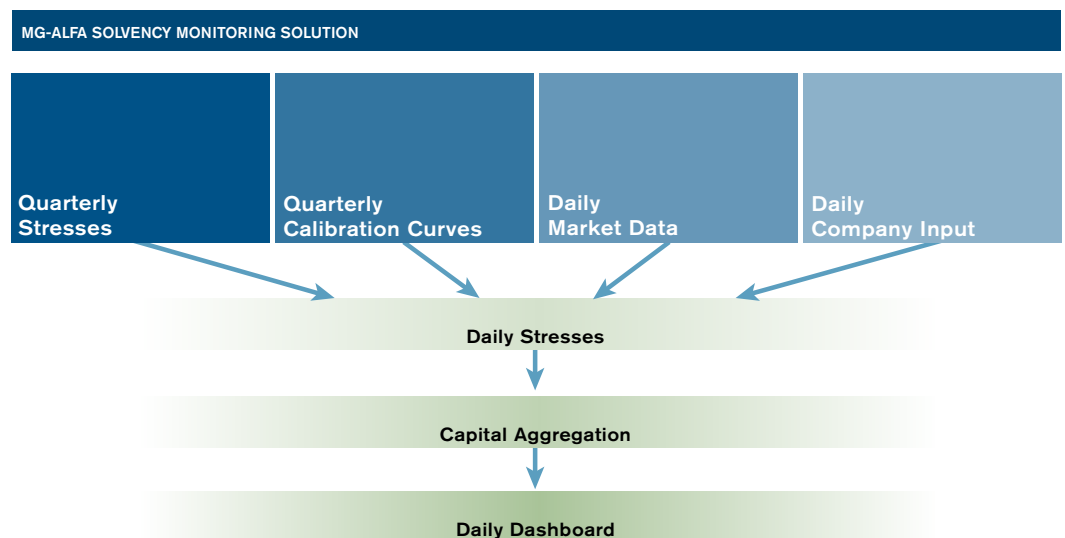 MG-ALFA SOLVENCY MONITORING SOLUTION
Quarterly
Stresses
Quarterly
Calibration Curves
Daily
Market Data
Daily
Company Input
Daily Stresses
Capital Aggregation
Daily Dashboard